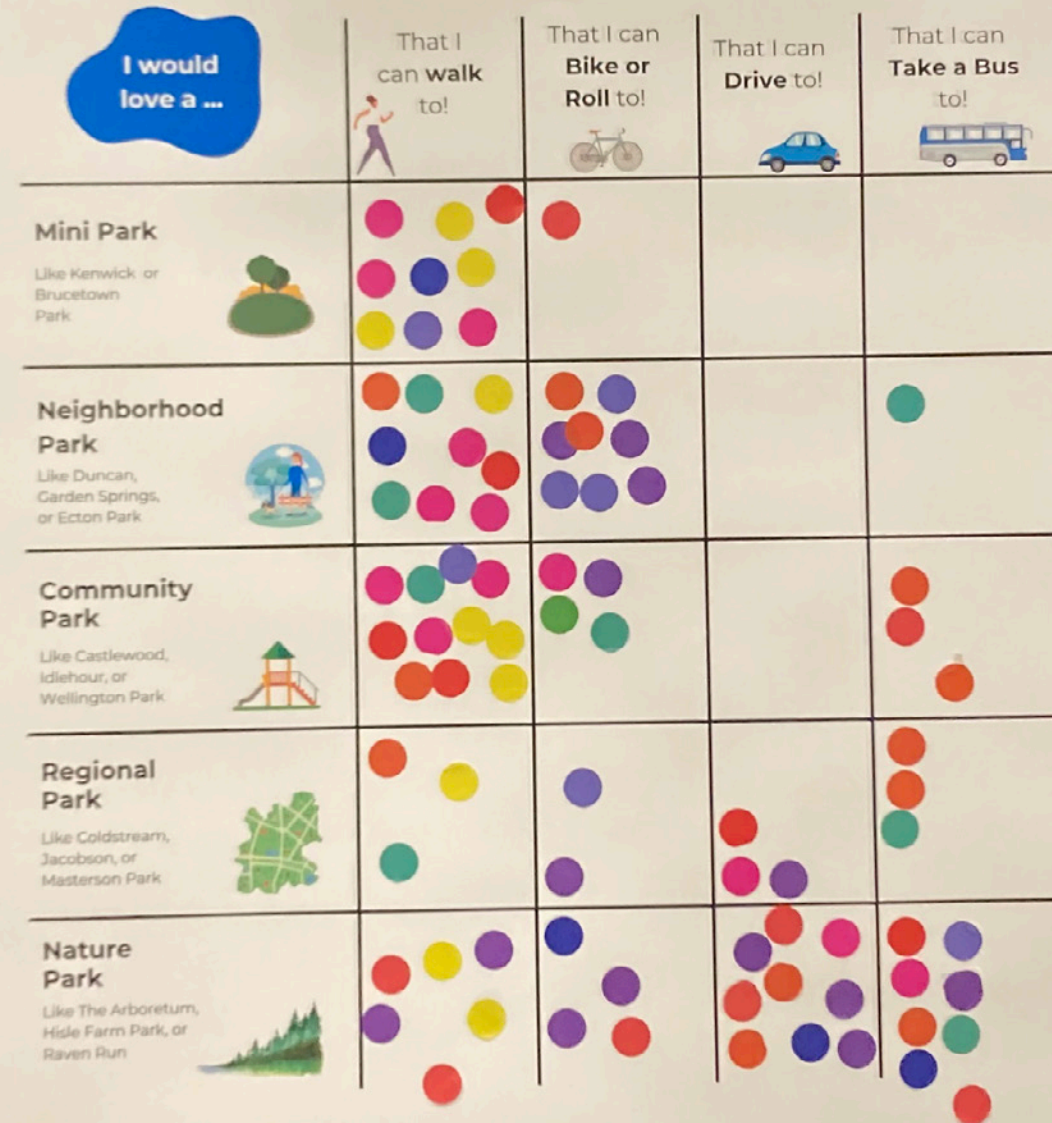 I would
love a ...
That I
can walk
to!
That I can
Bike or
Roll to!
That I can
Drive to!
That I can
Take a Bus
to!
Mini Park
Like Kenwick or
Brucetown
Park
Neighborhood
Park
Like Duncan,
Garden Springs,
or Ecton Park
Community
Park
Like Castlewood,
Idlehour, or
Wellington Park
Regional
Park
Like Coldstream,
Jacobson, or
Masterson Park
Nature
Park
Like The Arboretum,
Hisle Farm Park, or
Raven Run